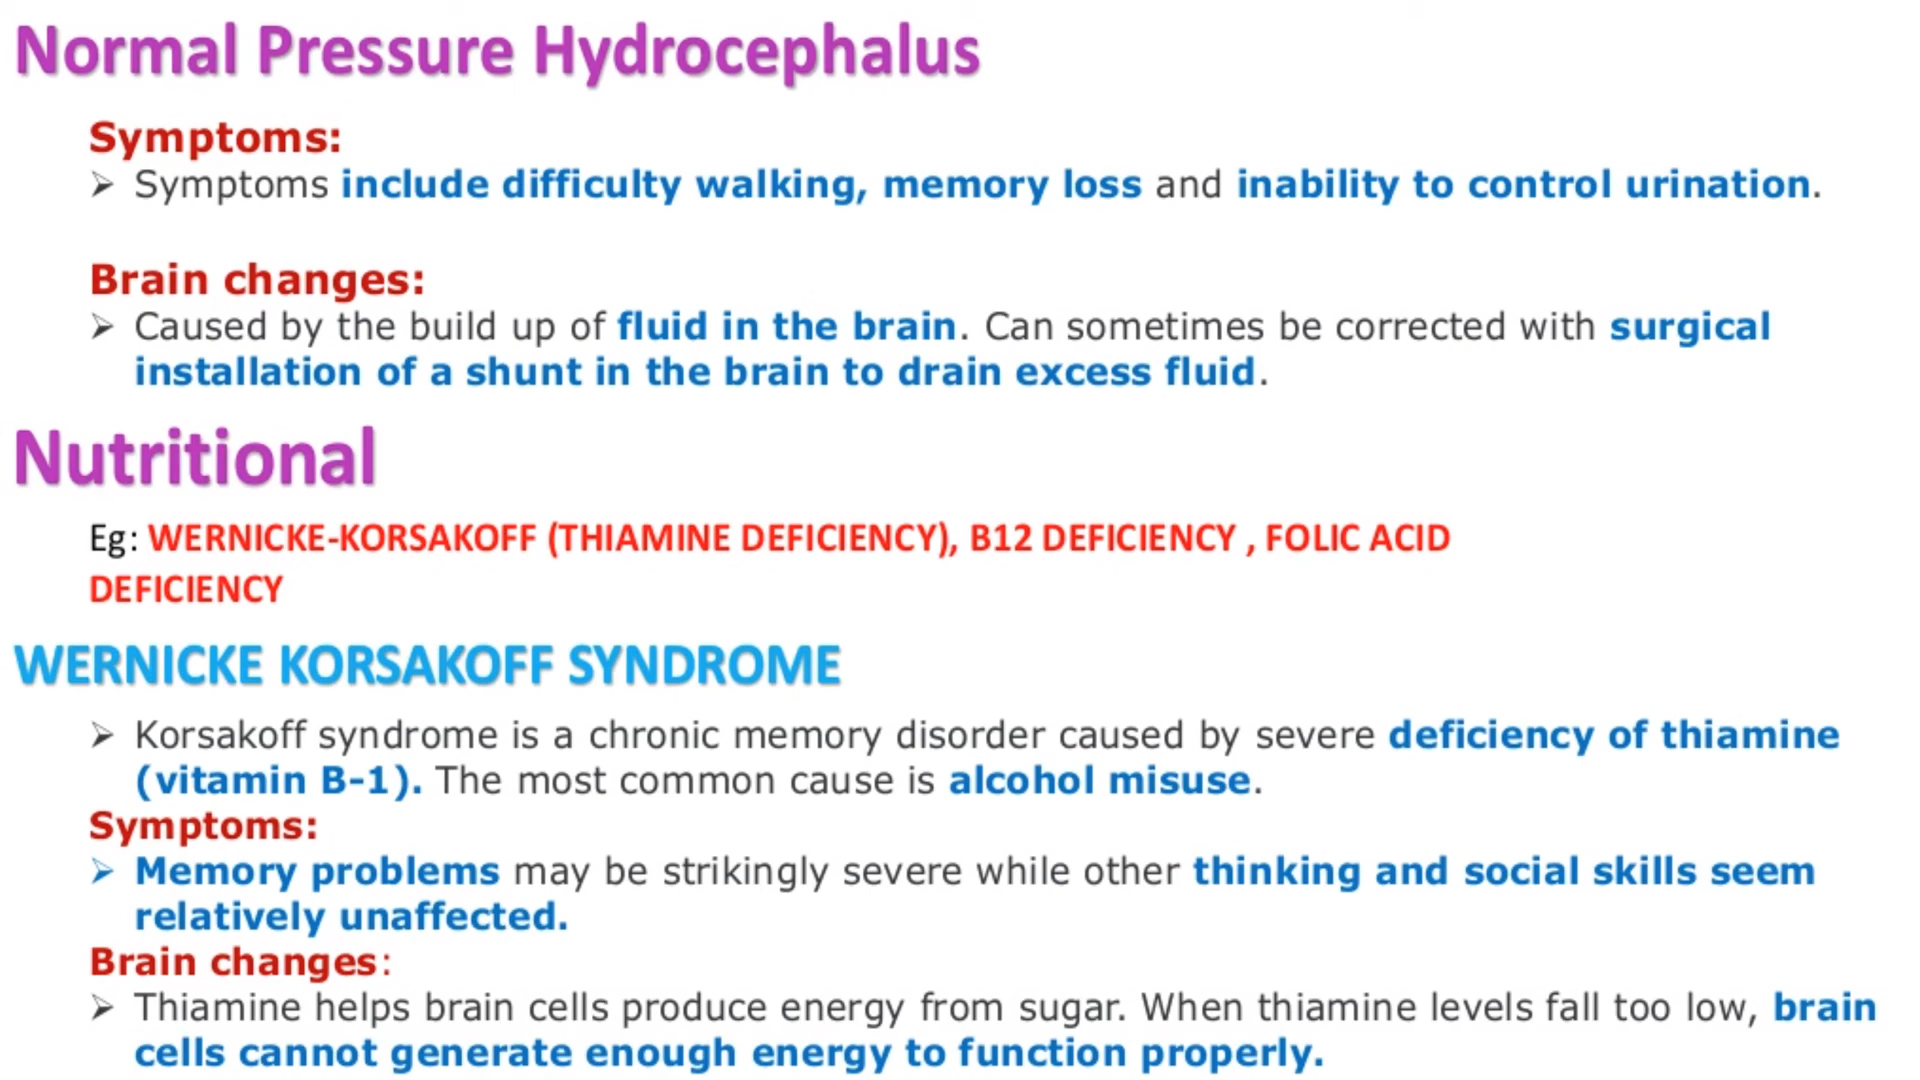 Normal Pressure Hydrocephalus
Symptoms:
➢ Symptoms include difficulty walking, memory loss and inability to control urination.
Brain changes:
➢ Caused by the build up of fluid in the brain. Can sometimes be corrected with surgical
installation of a shunt in the brain to drain excess fluid.
Nutritional
Eg: WERNICKE-KORSAKOFF (THIAMINE DEFICIENCY), B12 DEFICIENCY , FOLIC ACID
DEFICIENCY
WERNICKE KORSAKOFF SYNDROME
➢ Korsakoff syndrome is a chronic memory disorder caused by severe deficiency of thiamine
(vitamin B-1). The most common cause is alcohol misuse.
Symptoms:
➢ Memory problems may be strikingly severe while other thinking and social skills seem
relatively unaffected.
Brain changes:
➢ Thiamine helps brain cells produce energy from sugar. When thiamine levels fall too low, brain
cells cannot generate enough energy to function properly.